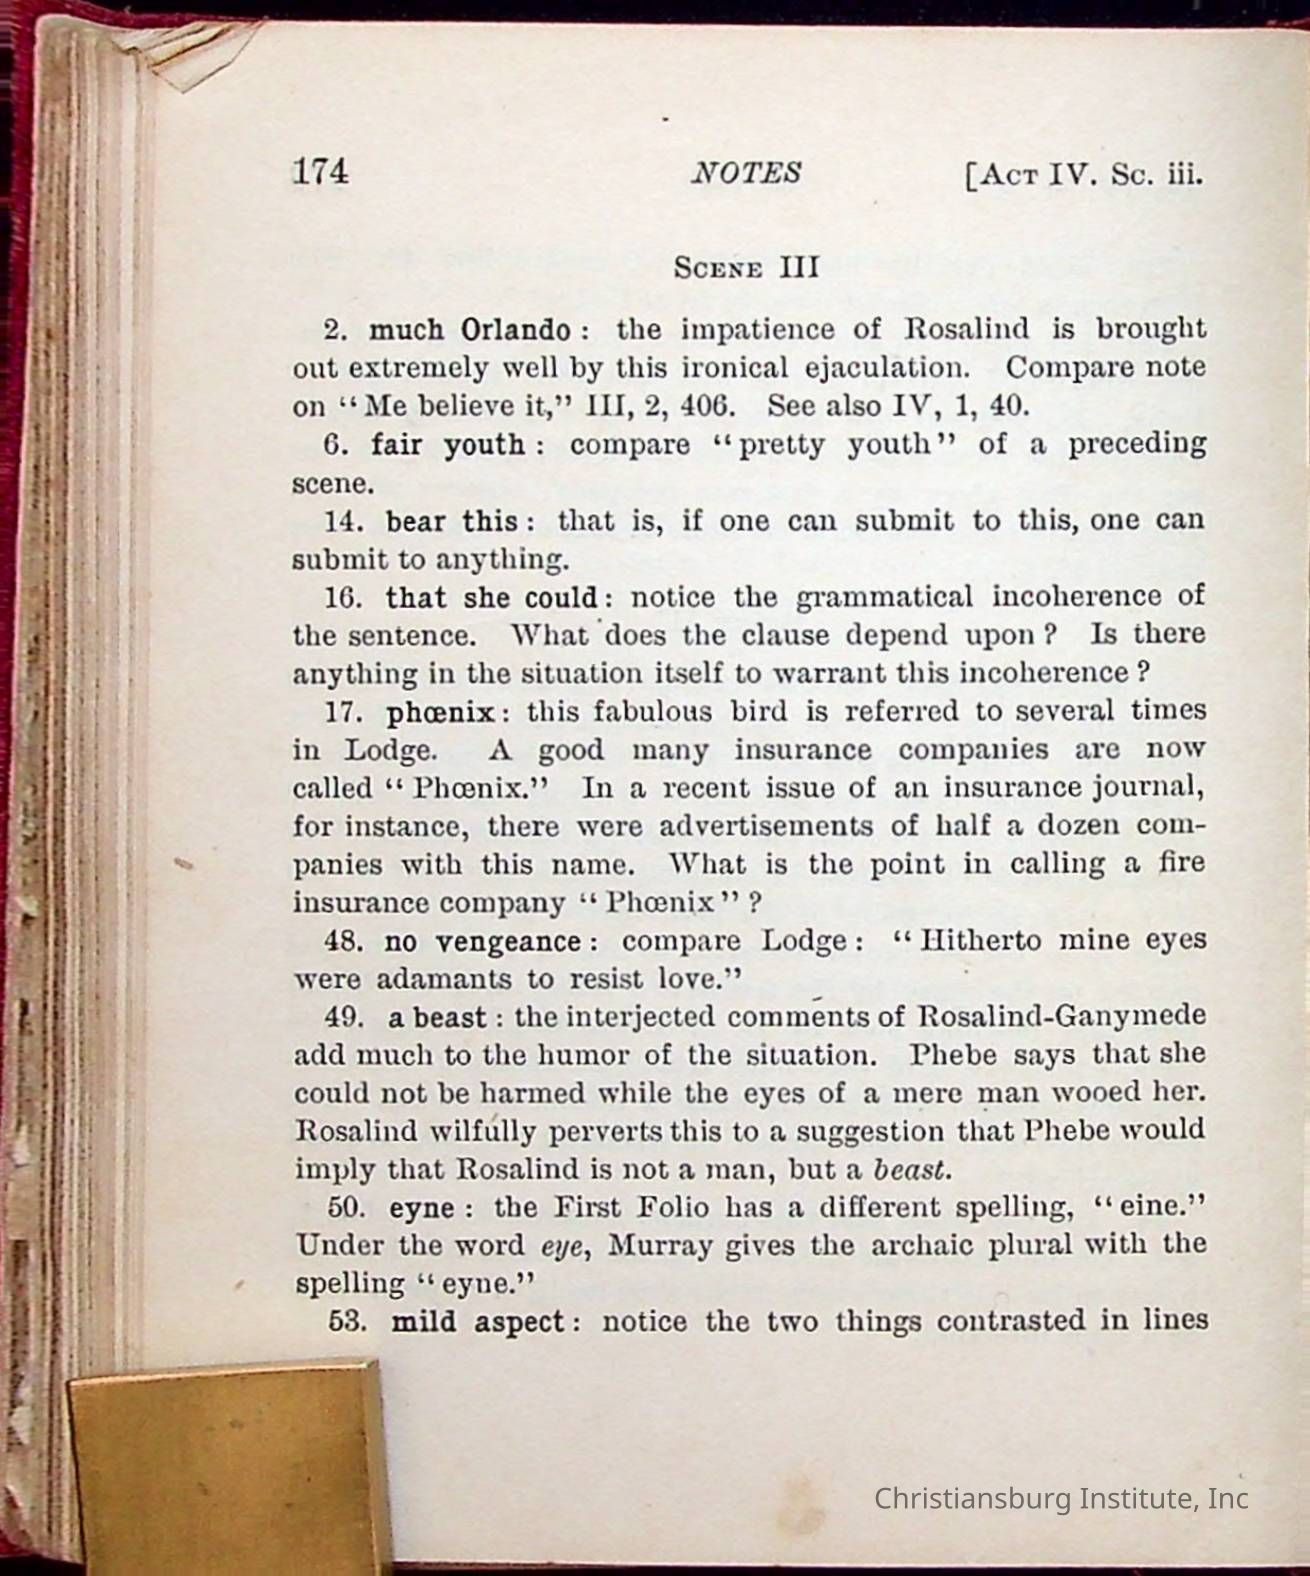 174 NOTES [ACT IV. Sc. iii.
SCENE III
2. much Orlando: the impatience of Rosalind is brought
out extremely well by this ironical ejaculation. Compare note
on “Me believe it,” III, 2, 406. See also IV, 1, 40.
6. fair youth: compare “pretty youth” of a preceding
scene.
14. bear this: that is, if one can submit to this, one can
submit to anything.
16. that she could: notice the grammatical incoherence of
the sentence. What does the clause depend upon? Is there
anything in the situation itself to warrant this incoherence?
17. phœnix: this fabulous bird is referred to several times
in Lodge. A good many insurance companies are now
called “Phœnix.” In a recent issue of an insurance journal,
for instance, there were advertisements of half a dozen com-
panies with this name. What is the point in calling a fire
insurance company “Phœnix”?
48. no vengeance: compare Lodge: “Hitherto mine eyes
were adamants to resist love.”
49. a beast: the interjected comments of Rosalind-Ganymede
add much to the humor of the situation. Phebe says that she
could not be harmed while the eyes of a mere man wooed her.
Rosalind wilfully perverts this to a suggestion that Phebe would
imply that Rosalind is not a man, but a beast.
50. eyne: the First Folio has a different spelling, “eine.”
Under the word eye, Murray gives the archaic plural with the
spelling “eyne.”
53. mild aspect: notice the two things contrasted in lines
Christiansburg Institute, Inc